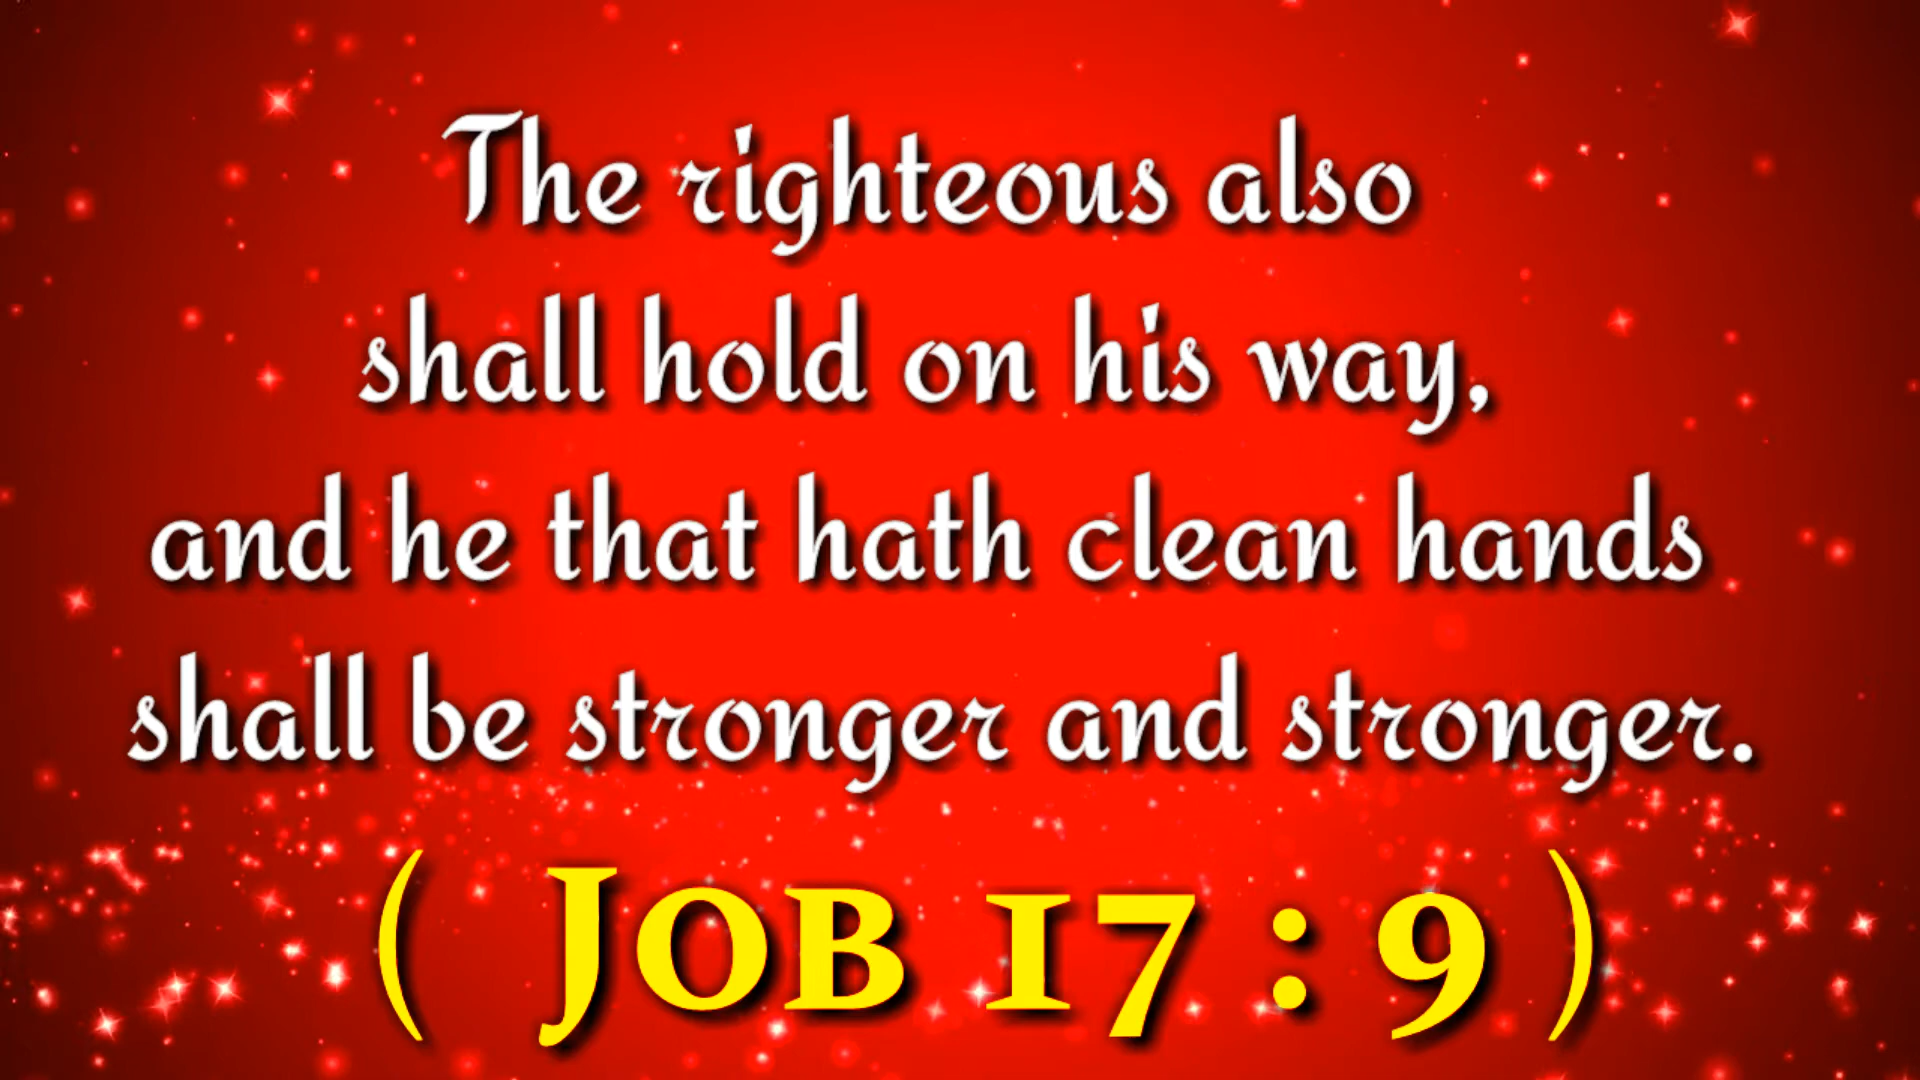 The righteous also
shall hold on his way,
and he that hath clean hands
shall be stronger and stronger.
( Job 17 : 9 )